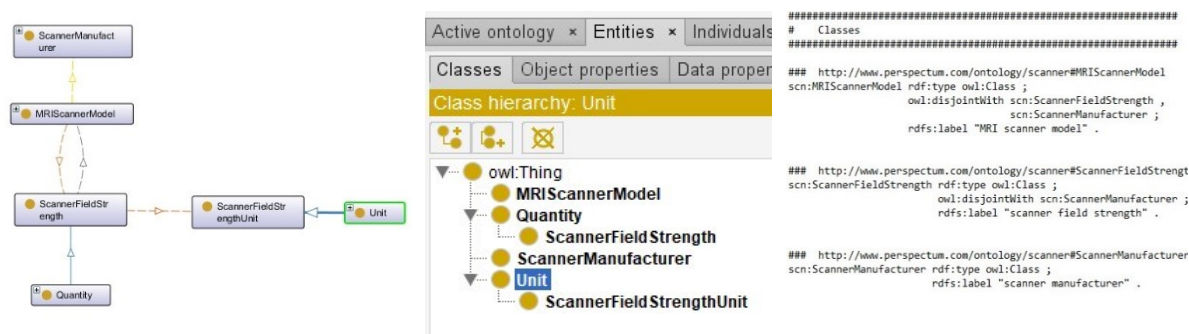 ScannerManufact
urer
MRIScannerModel
ScannerFieldStr
ength
ScannerFieldStr
engthUnit
Unit
Quantity
Active ontology × Entities × Individuals
Classes Object properties Data proper
Class hierarchy: Unit
owl:Thing
MRIScannerModel
Quantity
ScannerFieldStrength
ScannerManufacturer
Unit
ScannerFieldStrengthUnit
#################################################################
# Classes
#################################################################
### http://www.perspectum.com/ontology/scanner#MRIScannerModel
scn:MRIScannerModel rdf:type owl:Class ;
owl:disjointWith scn:ScannerFieldStrength ,
scn:ScannerManufacturer ;
rdfs:label "MRI scanner model" .
### http://www.perspectum.com/ontology/scanner#ScannerFieldStrengt
scn:ScannerFieldStrength rdf:type owl:Class ;
owl:disjointWith scn:ScannerManufacturer ;
rdfs:label "scanner field strength" .
### http://www.perspectum.com/ontology/scanner#ScannerManufacturer
scn:ScannerManufacturer rdf:type owl:Class ;
rdfs:label "scanner manufacturer" .